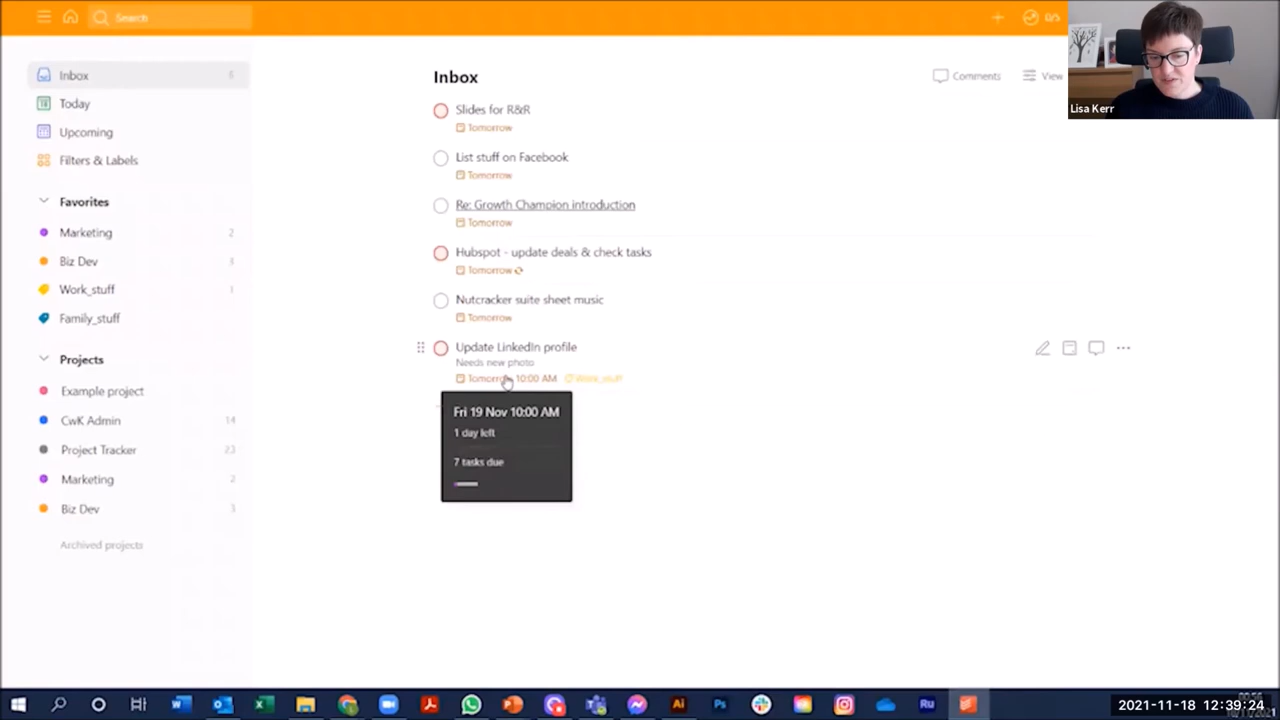 Search
0/5
Lisa Kerr
Inbox 6
Today
Upcoming
Filters & Labels
Favorites
Marketing 2
Biz Dev 3
Work_stuff 1
Family_stuff
Projects
Example project
CwK Admin 14
Project Tracker 23
Marketing 2
Biz Dev 3
Archived projects
Inbox
Comments
View
Slides for R&R
Tomorrow
List stuff on Facebook
Tomorrow
Re: Growth Champion introduction
Tomorrow
Hubspot - update deals & check tasks
Tomorrow
Nutcracker suite sheet music
Tomorrow
Update LinkedIn profile
Needs new photo
Tomorrow 10:00 AM Work_stuff
Fri 19 Nov 10:00 AM
1 day left
7 tasks due
2021-11-18 12:39:24